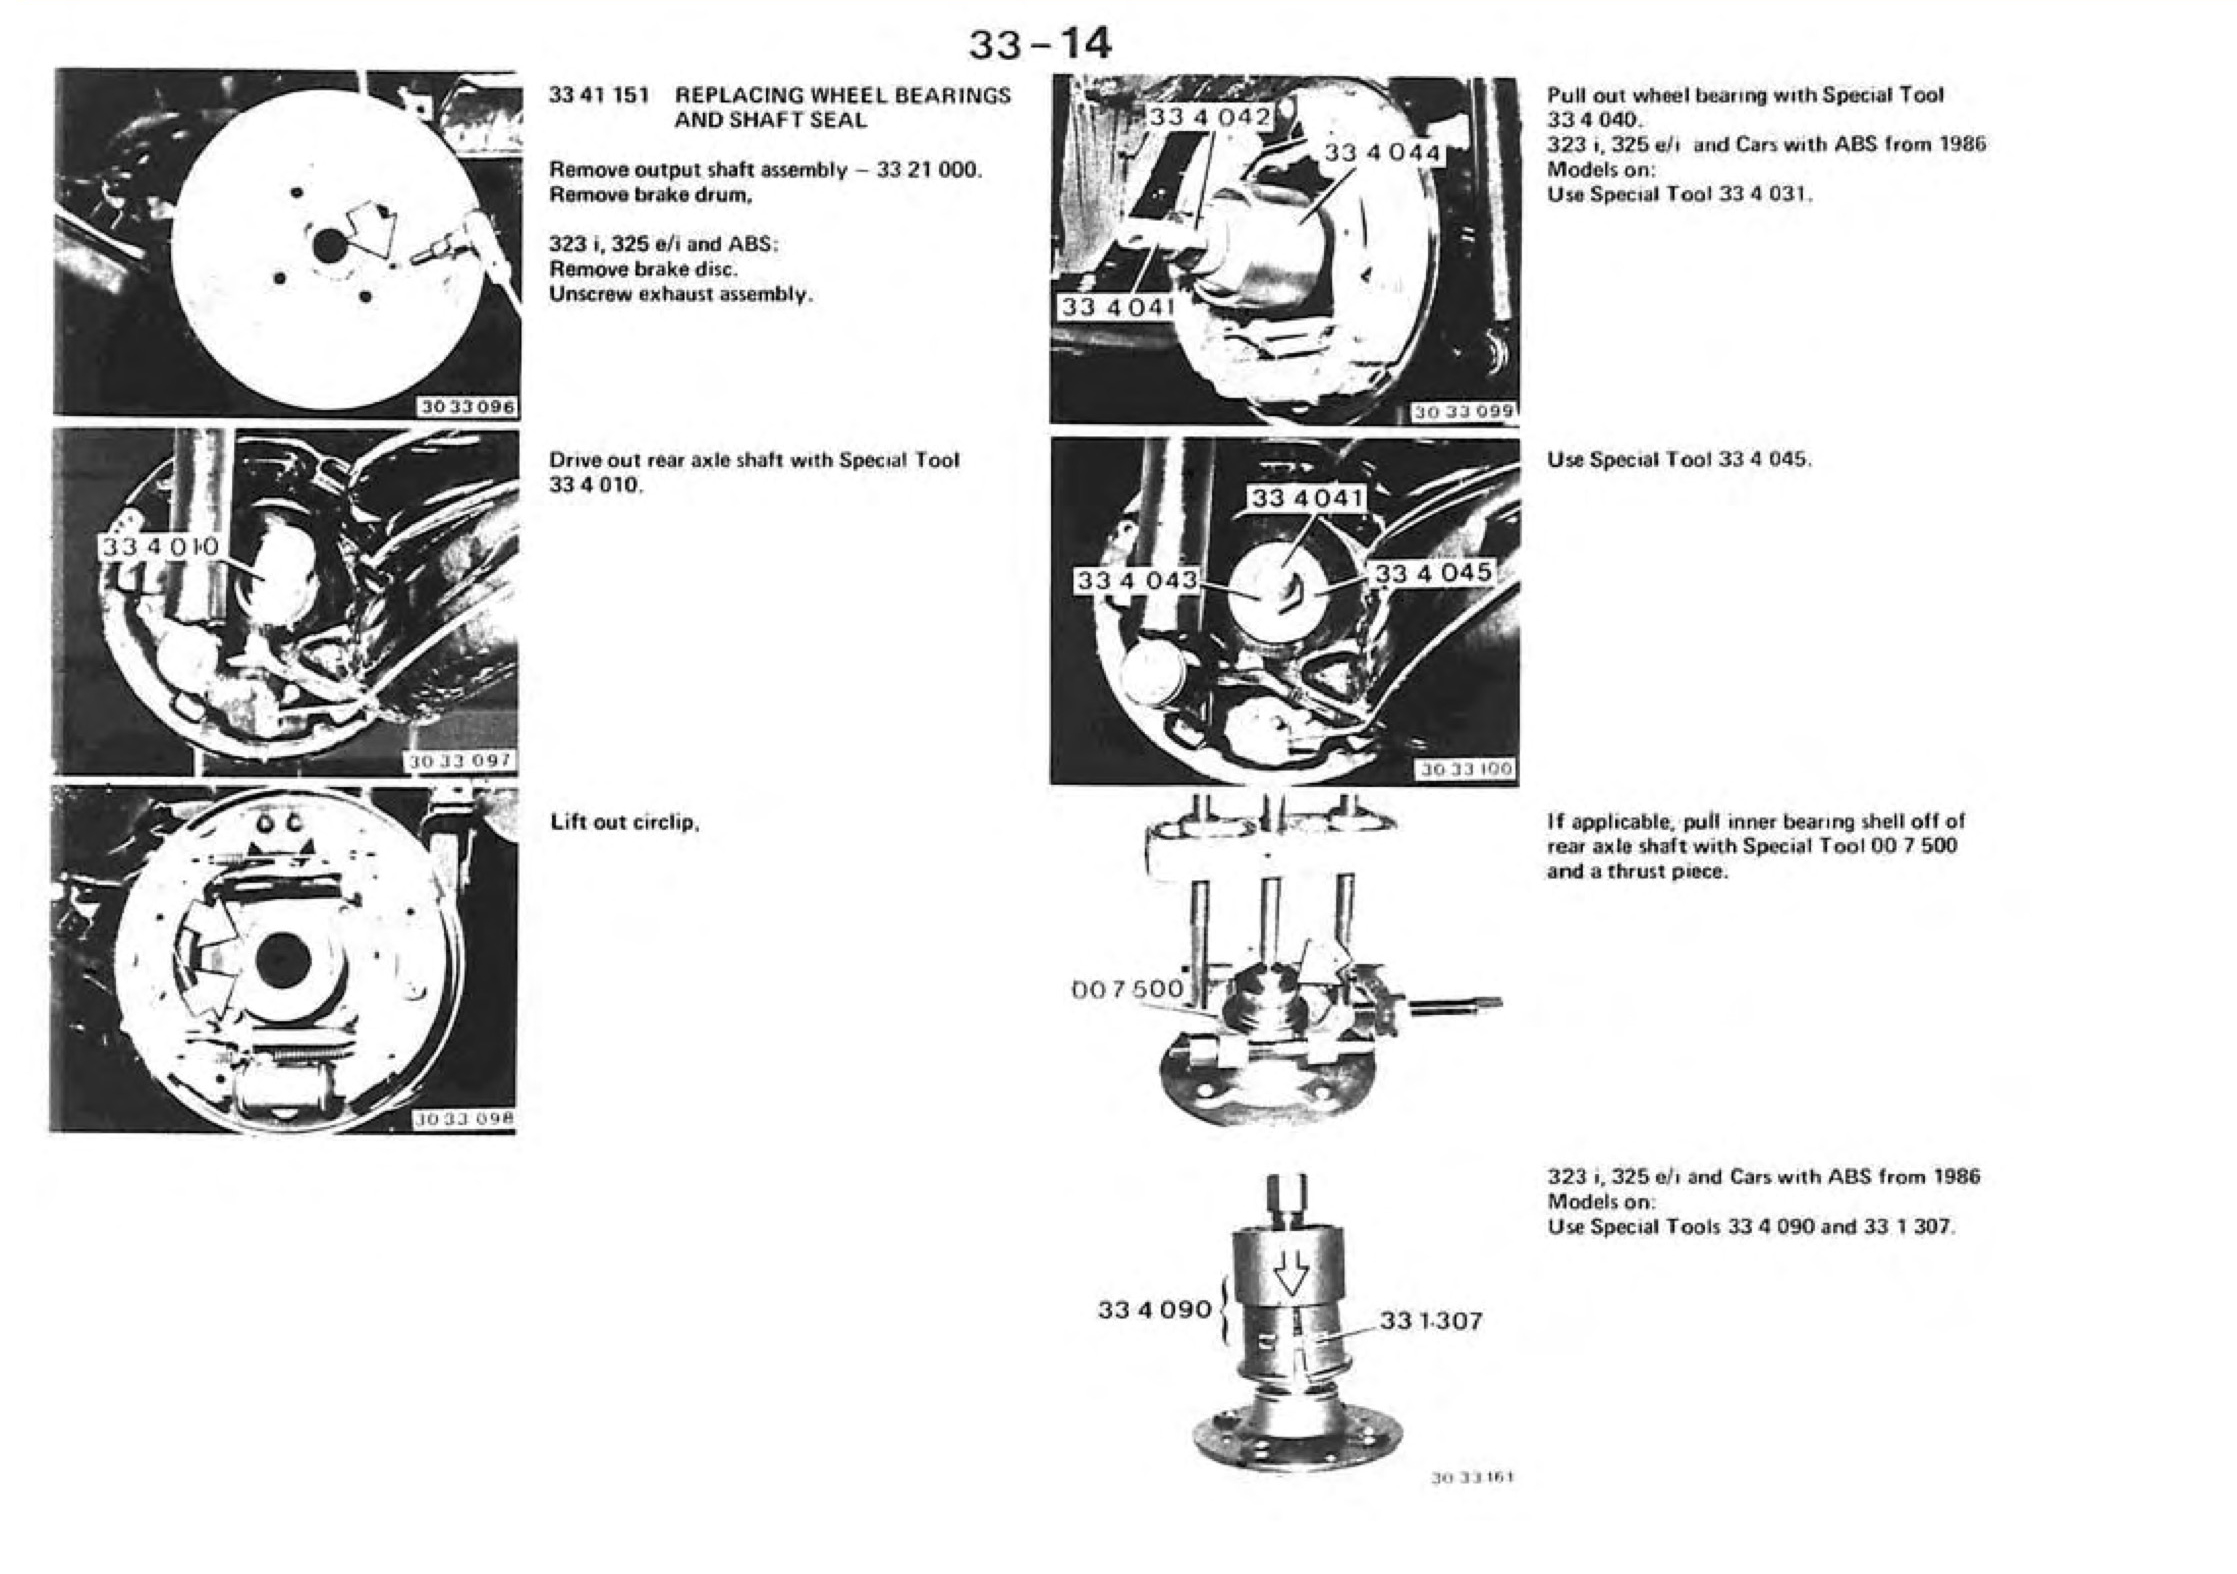 33-14
33 41 151 REPLACING WHEEL BEARINGS
AND SHAFT SEAL
Remove output shaft assembly – 33 21 000.
Remove brake drum.
323 i, 325 e/i and ABS:
Remove brake disc.
Unscrew exhaust assembly.
30 33 096
Drive out rear axle shaft with Special Tool
33 4 010.
33 4 010
30 33 097
Lift out circlip.
30 33 098
Pull out wheel bearing with Special Tool
33 4 040.
323 i, 325 e/i and Cars with ABS from 1986
Models on:
Use Special Tool 33 4 031.
33 4 042
33 4 044
33 4 041
30 33 099
Use Special Tool 33 4 045.
33 4 041
33 4 043
33 4 045
30 33 100
If applicable, pull inner bearing shell off of
rear axle shaft with Special Tool 00 7 500
and a thrust piece.
00 7 500
323 i, 325 e/i and Cars with ABS from 1986
Models on:
Use Special Tools 33 4 090 and 33 1 307.
33 4 090
33 1.307
30 33 161